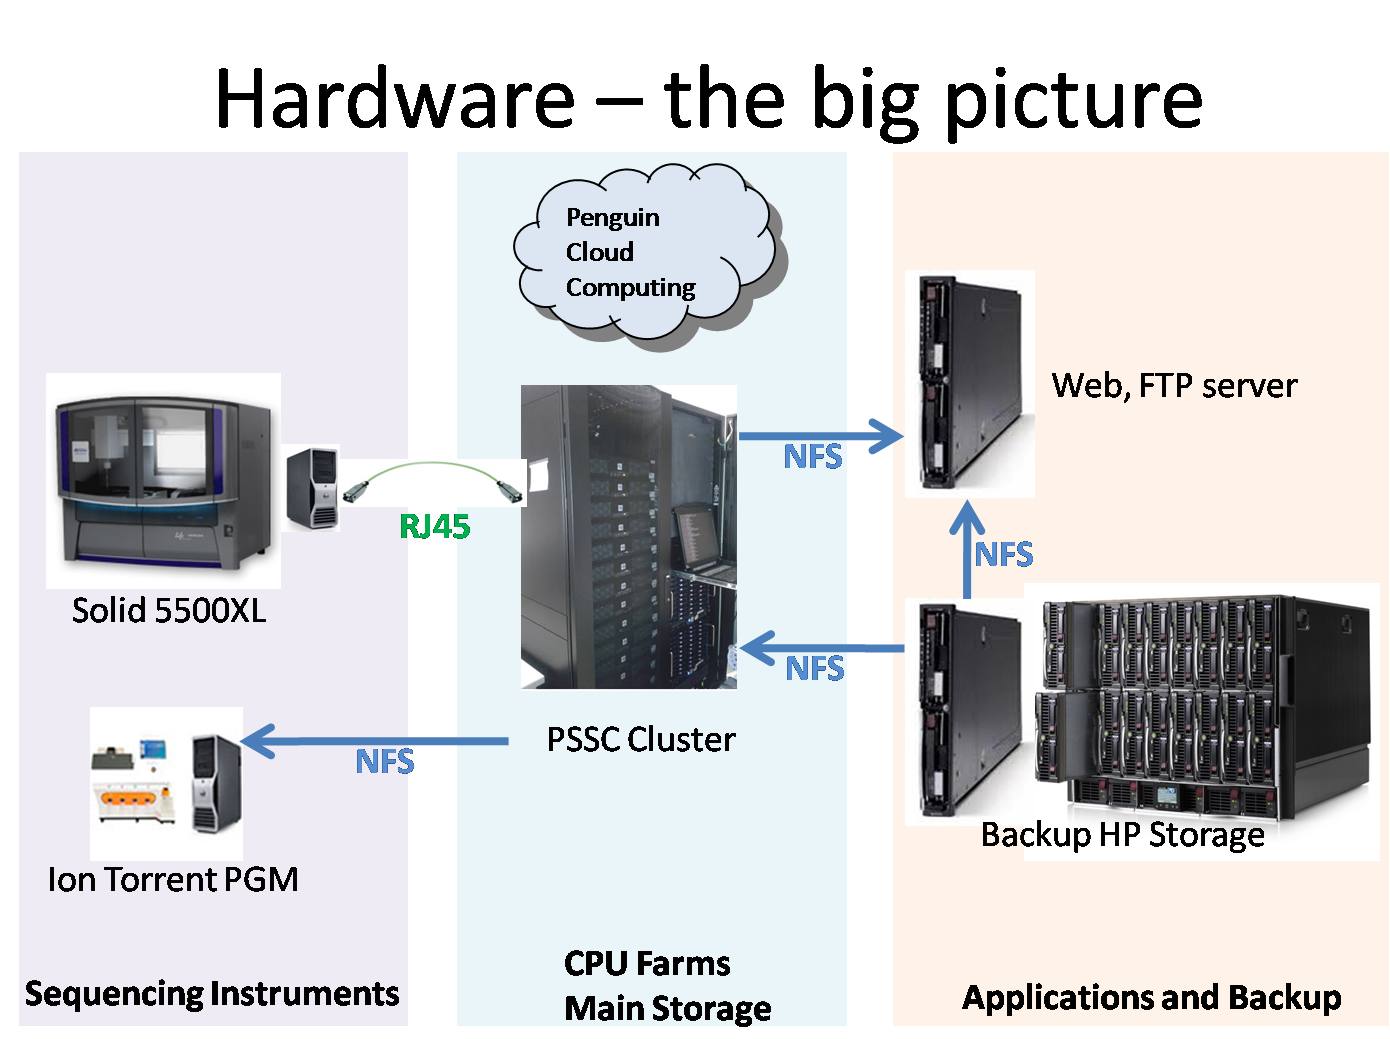 Hardware – the big picture
Penguin
Cloud
Computing
Web, FTP server
NFS
RJ45
NFS
Solid 5500XL
NFS
PSSC Cluster
NFS
Backup HP Storage
Ion Torrent PGM
CPU Farms
Main Storage
Sequencing Instruments
Applications and Backup